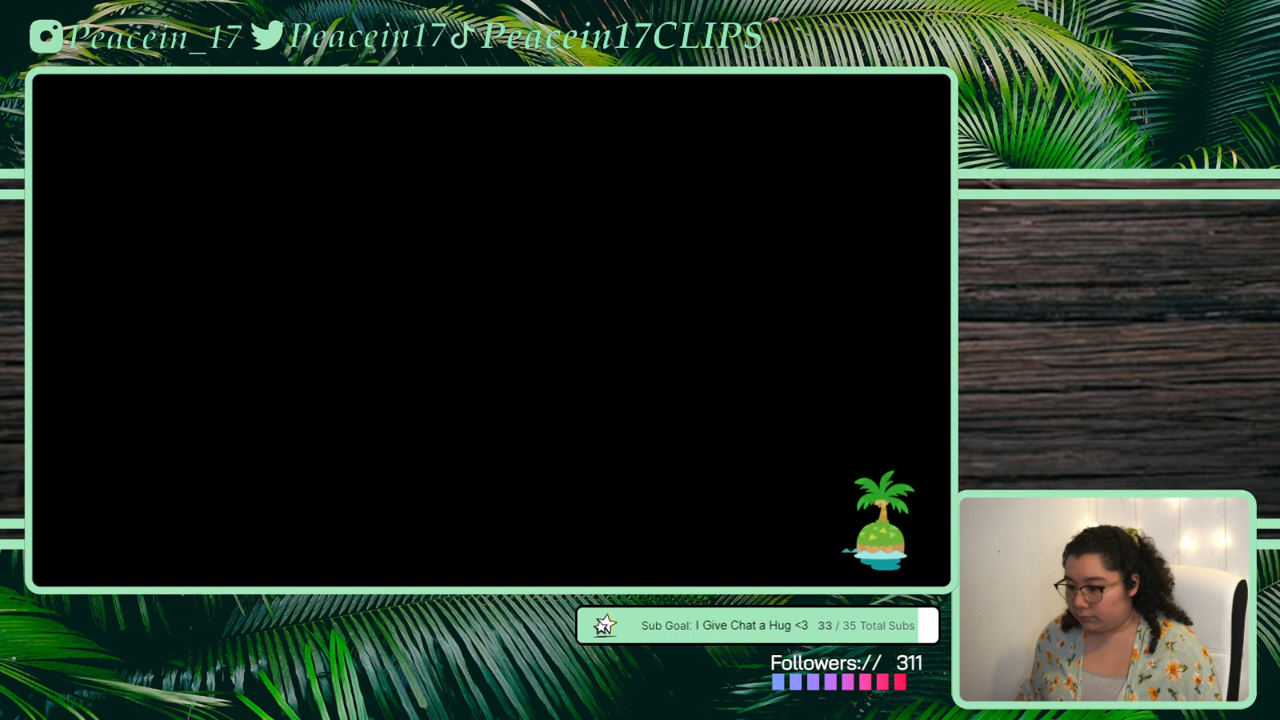 Peacein_17 Peacein17 Peacein17CLIPS
Sub Goal: I Give Chat a Hug <3 33 / 35 Total Subs
Followers:// 311